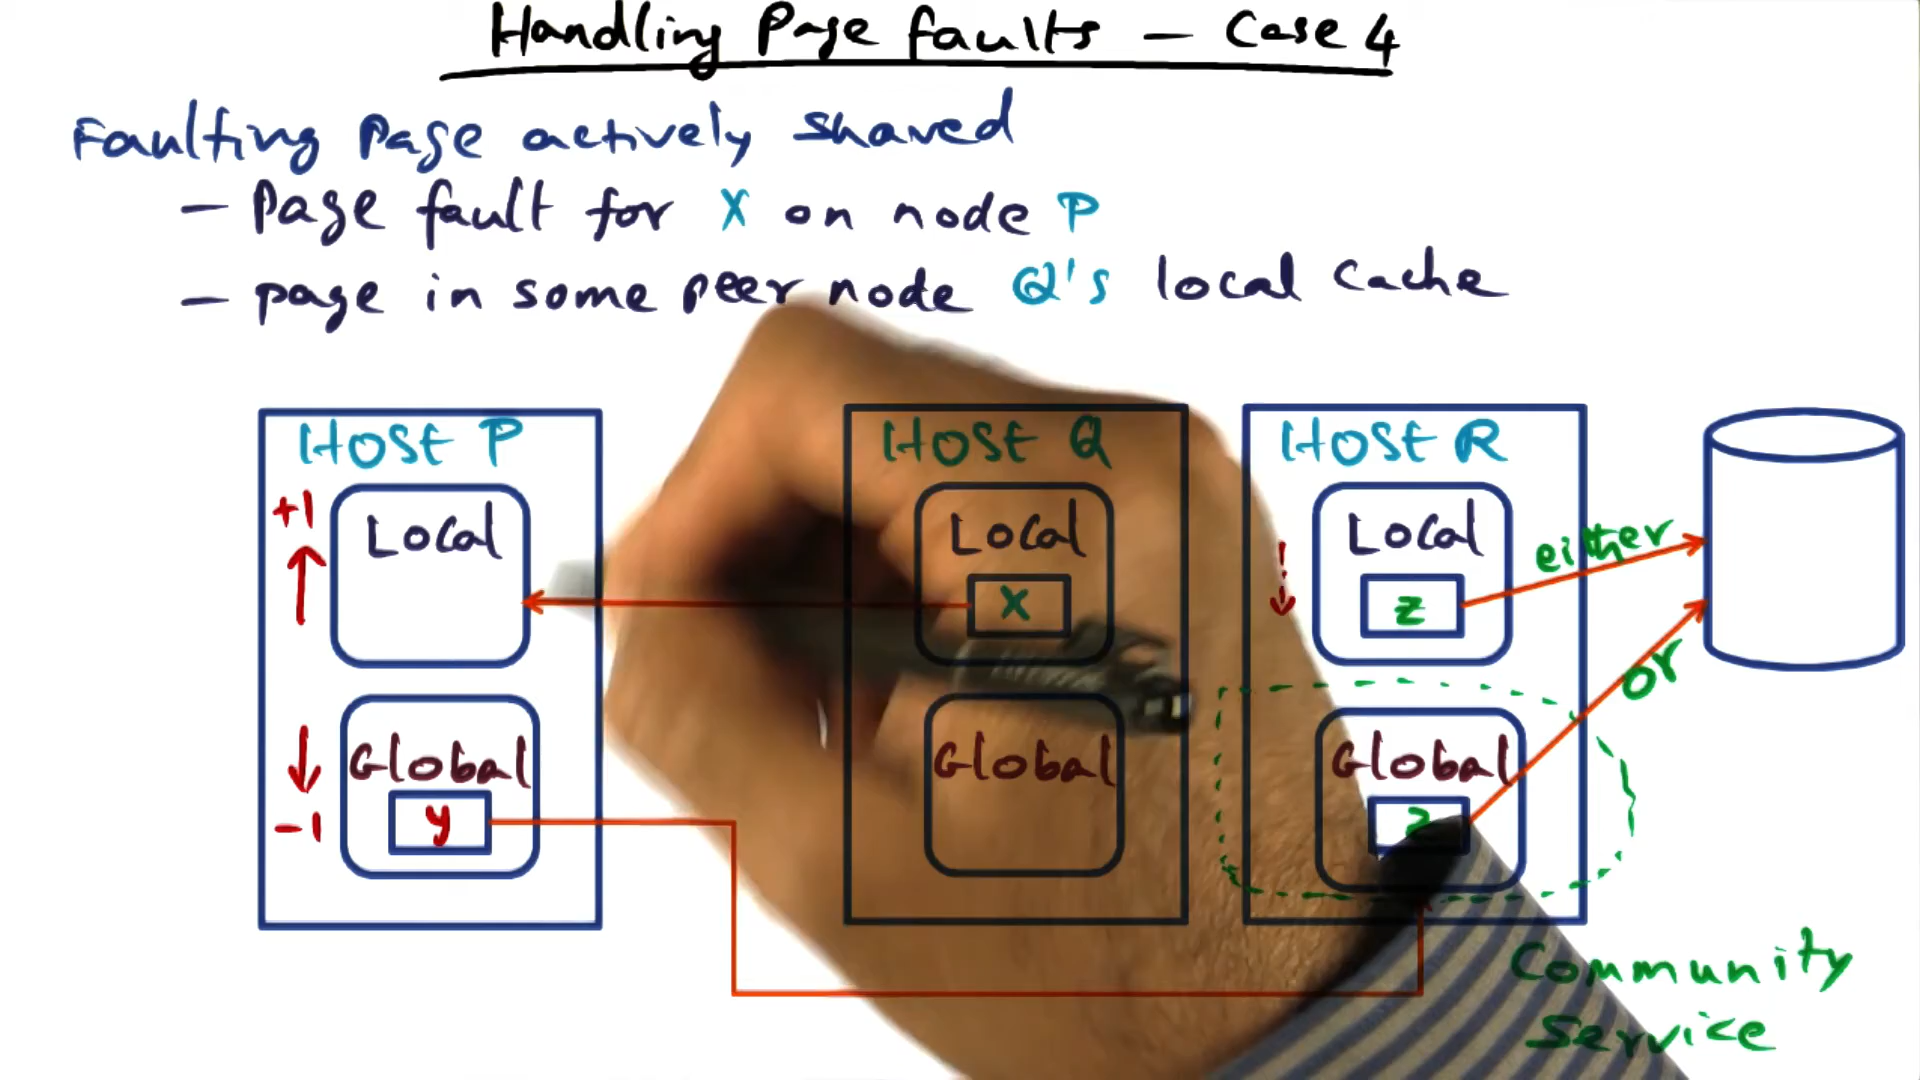 Handling Page faults — Case 4
Faulting Page actively shared
— Page fault for X on node P
— page in some peer node Q's local cache
HOST P
HOST Q
HOST R
+1
Local
Local
Local
either
X
z
or
Global
Global
Global
-1
y
Community
Service